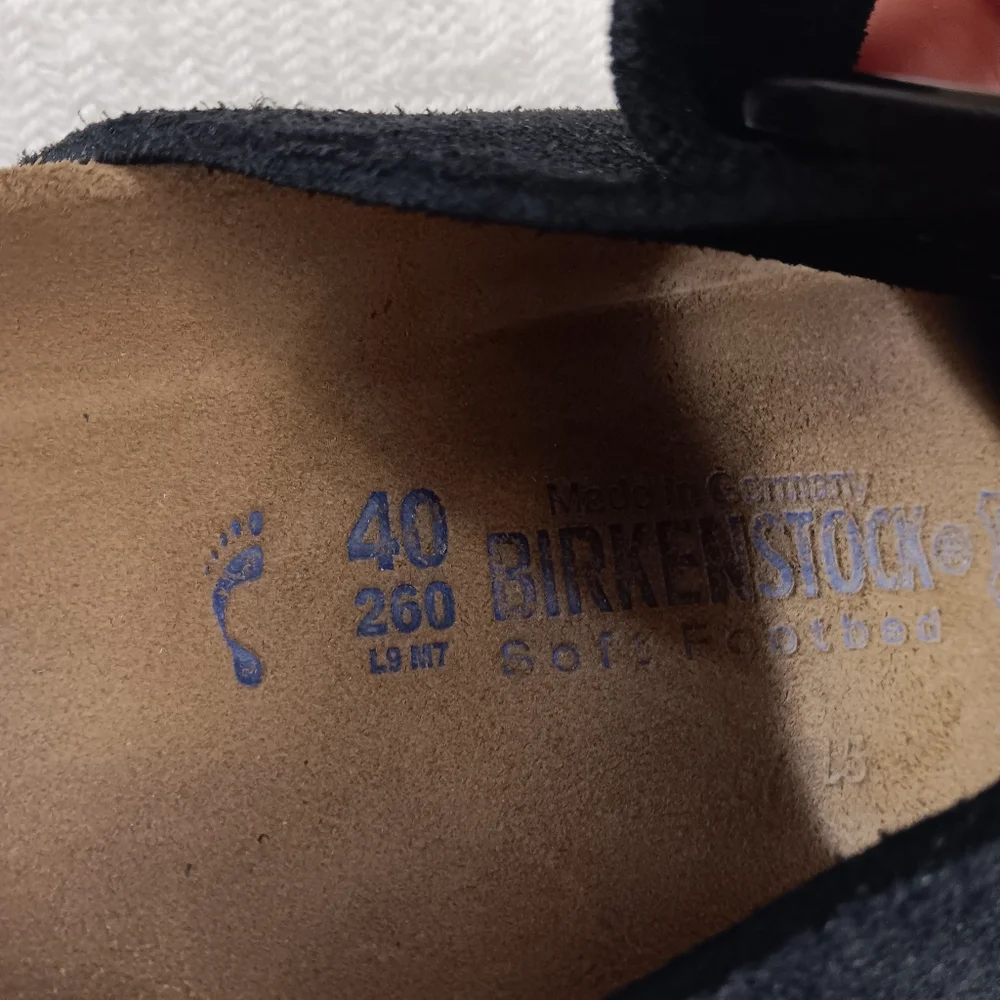 40
260
L9 M7
Made in Germany
BIRKENSTOCK®
Soft Footbed